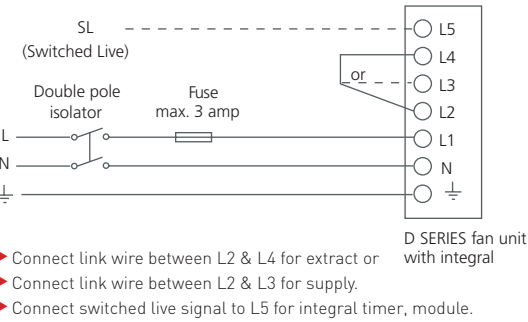 SL
(Switched Live)
Double pole
isolator
Fuse
max. 3 amp
L
N
or
L5
L4
L3
L2
L1
N
D SERIES fan unit
with integral
Connect link wire between L2 & L4 for extract or
Connect link wire between L2 & L3 for supply.
Connect switched live signal to L5 for integral timer, module.